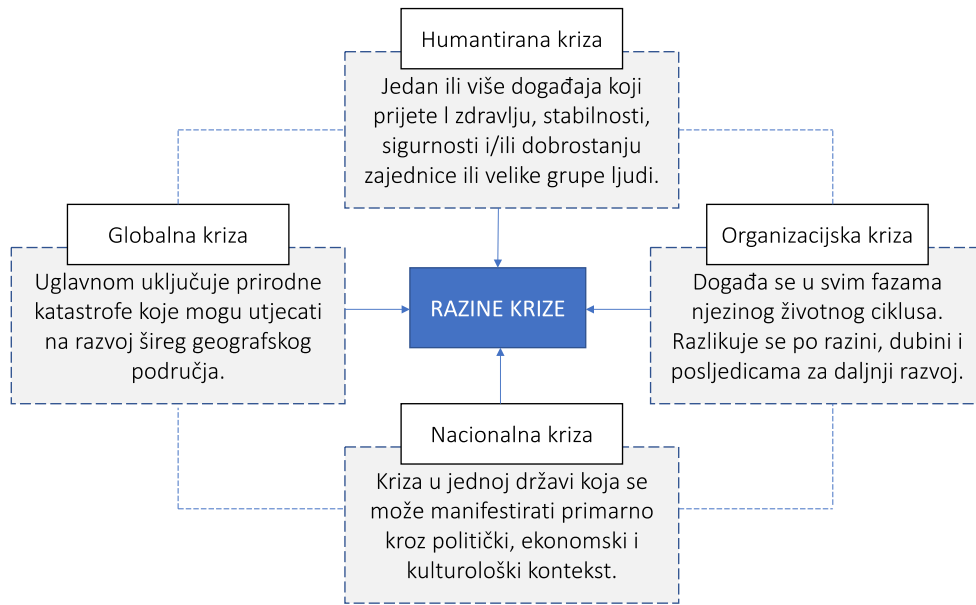 Humantirana kriza
Jedan ili više događaja koji
prijete l zdravlju, stabilnosti,
sigurnosti i/ili dobrostanju
zajednice ili velike grupe ljudi.
Globalna kriza
Uglavnom uključuje prirodne
katastrofe koje mogu utjecati
na razvoj šireg geografskog
područja.
RAZINE KRIZE
Organizacijska kriza
Događa se u svim fazama
njezinog životnog ciklusa.
Razlikuje se po razini, dubini i
posljedicama za daljnji razvoj.
Nacionalna kriza
Kriza u jednoj državi koja se
može manifestirati primarno
kroz politički, ekonomski i
kulturološki kontekst.